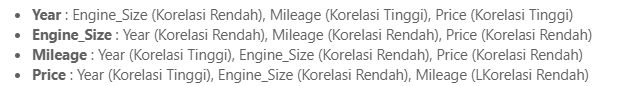 • Year : Engine_Size (Korelasi Rendah), Mileage (Korelasi Tinggi), Price (Korelasi Tinggi)
• Engine_Size : Year (Korelasi Rendah), Mileage (Korelasi Rendah), Price (Korelasi Rendah)
• Mileage : Year (Korelasi Tinggi), Engine_Size (Korelasi Rendah), Price (Korelasi Rendah)
• Price : Year (Korelasi Tinggi), Engine_Size (Korelasi Rendah), Mileage (LKorelasi Rendah)